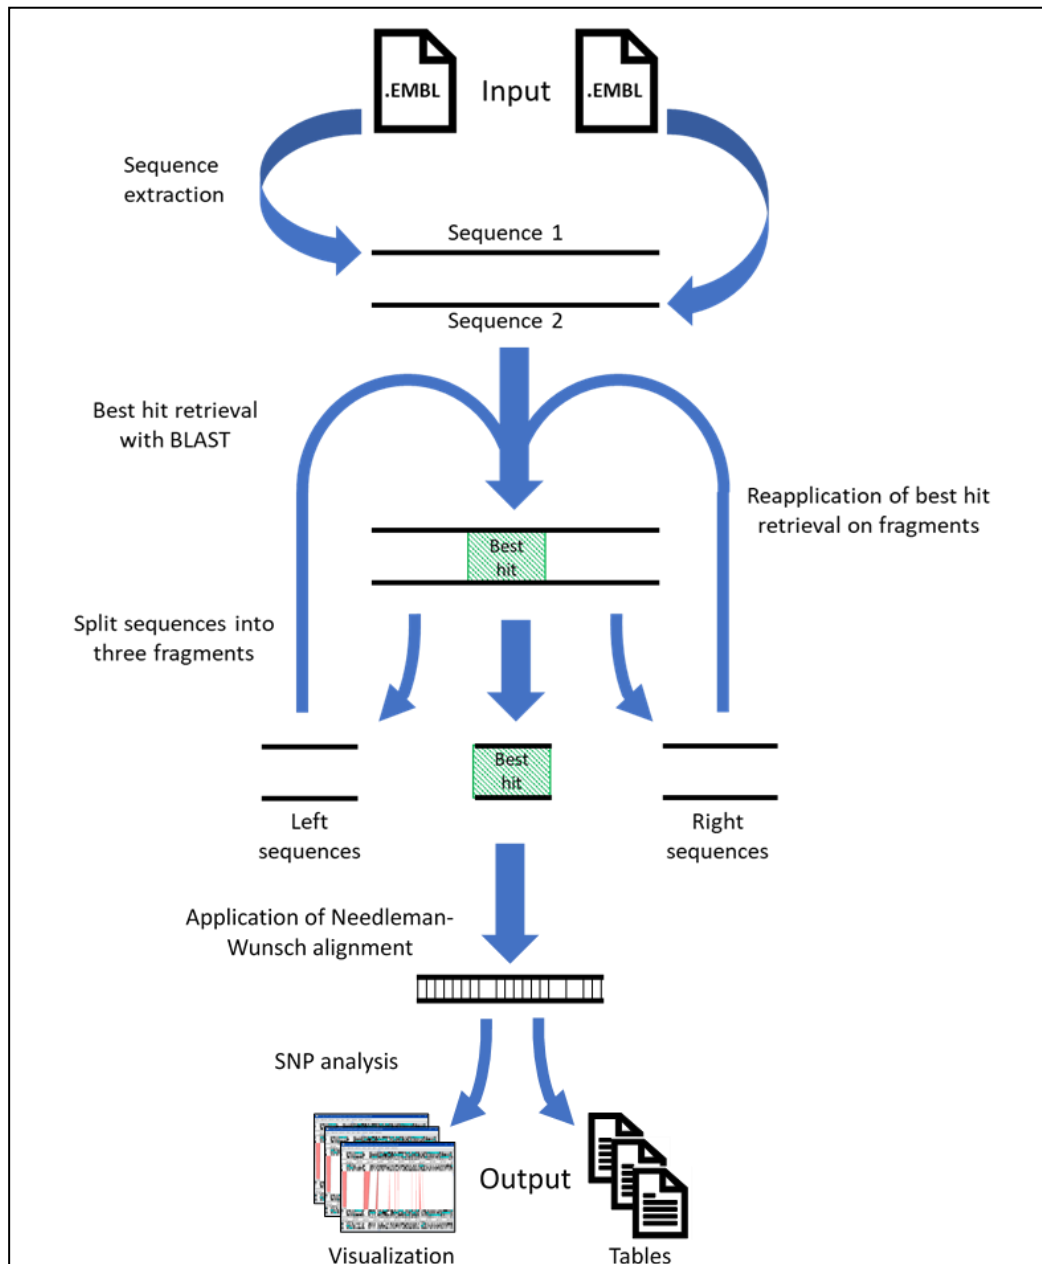 .EMBL
Input
.EMBL
Sequence
extraction
Sequence 1
Sequence 2
Best hit retrieval
with BLAST
Reapplication of best hit
retrieval on fragments
Best
hit
Split sequences into
three fragments
Best
hit
Left
sequences
Right
sequences
Application of Needleman-
Wunsch alignment
SNP analysis
Output
Visualization
Tables